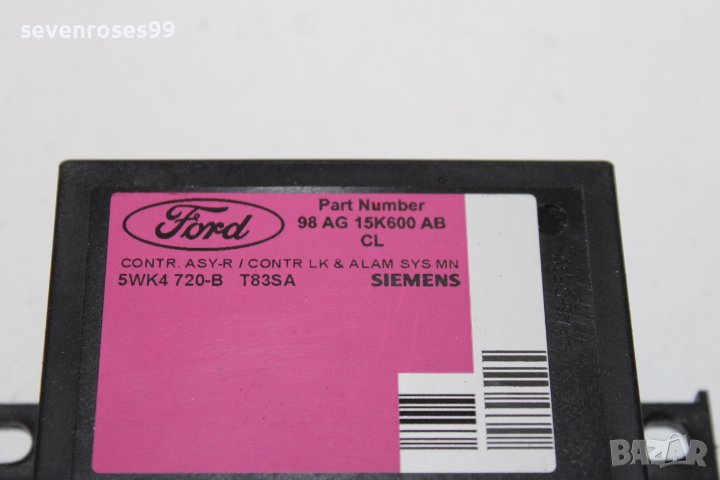 sevenroses99
Ford
Part Number
98 AG 15K600 AB
CL
CONTR. ASY-R / CONTR LK & ALAM SYS MN
5WK4 720-B T83SA
SIEMENS
BAZAR